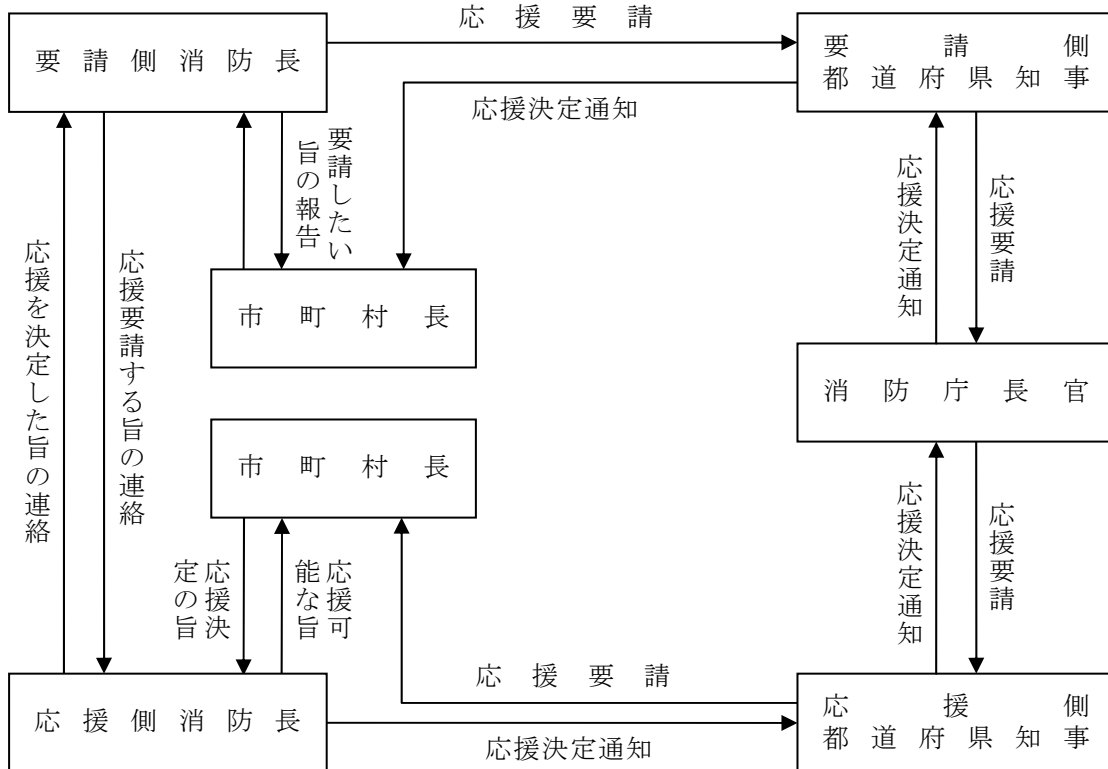 応援要請
要請側消防長
要請側
都道府県知事
応援決定通知
要請したい
旨の報告
応援決定通知
応援要請
応援を決定した旨の連絡
応援要請する旨の連絡
市町村長
消防庁長官
市町村長
応援決
定の旨
応援可
能な旨
応援決定通知
応援要請
応援要請
応援側消防長
応援側
都道府県知事
応援決定通知